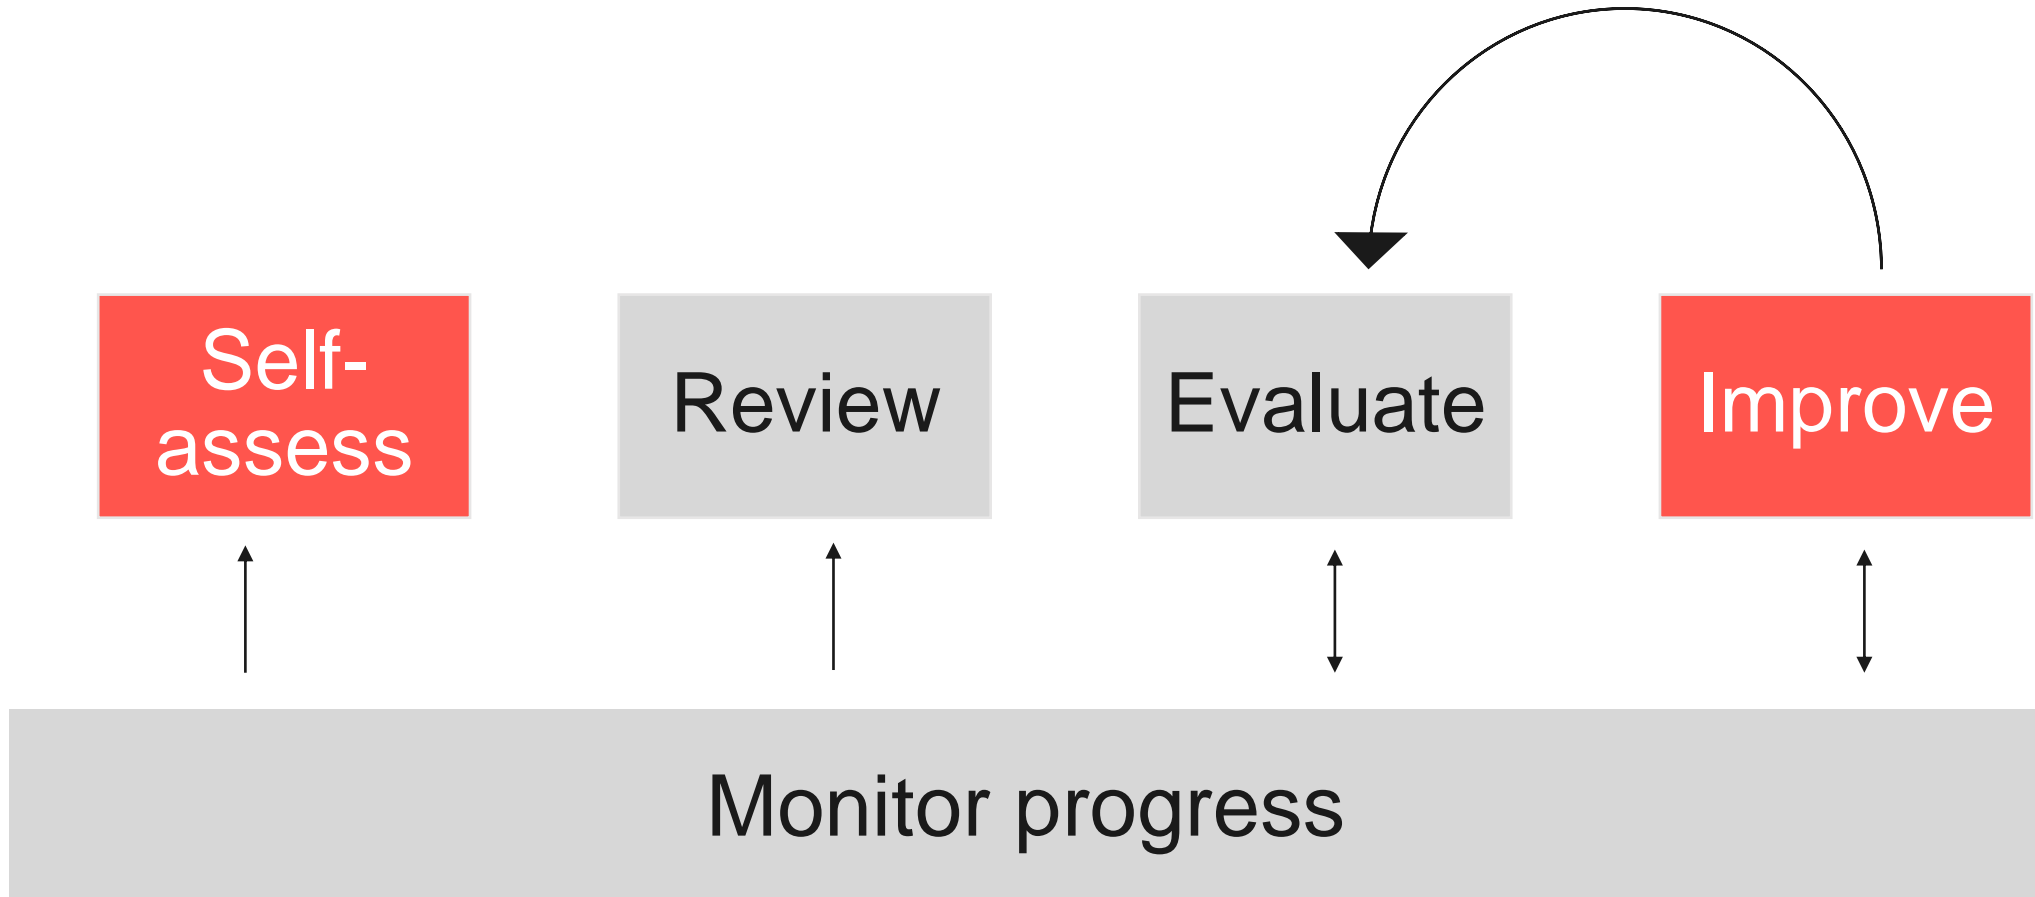 Self-
assess
Review
Evaluate
Improve
Monitor progress